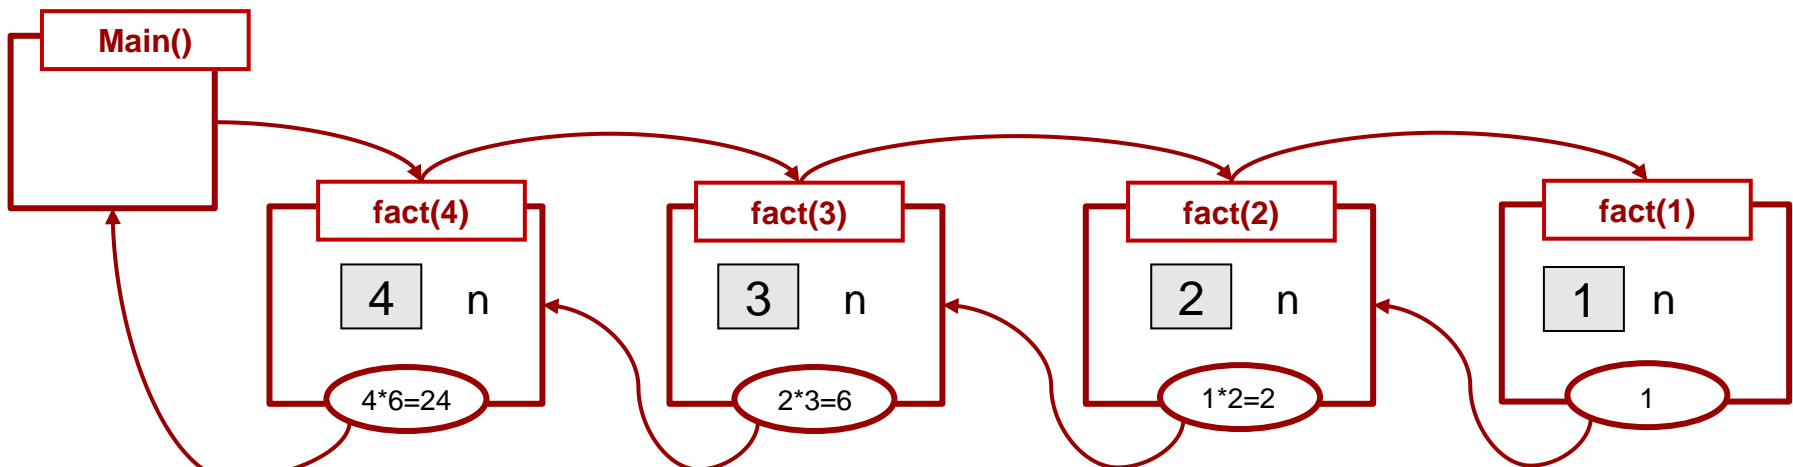 Main()
fact(4)
fact(3)
fact(2)
fact(1)
4 n
3 n
2 n
1 n
4*6=24
2*3=6
1*2=2
1